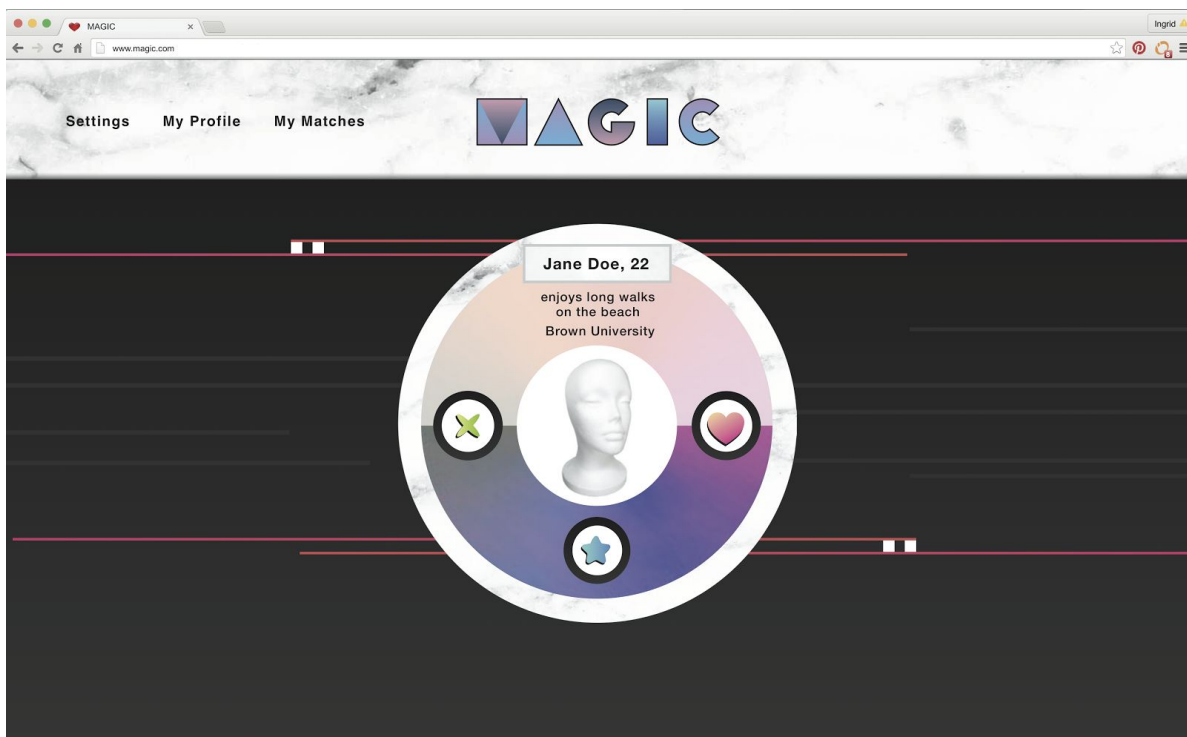 MAGIC
Ingrid
www.magic.com
6
Settings My Profile My Matches
MAGIC
Jane Doe, 22
enjoys long walks
on the beach
Brown University